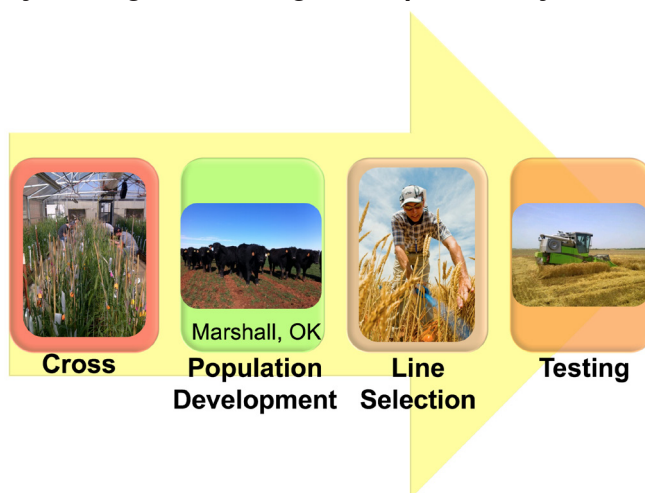 Marshall, OK
Cross
Population
Development
Line
Selection
Testing